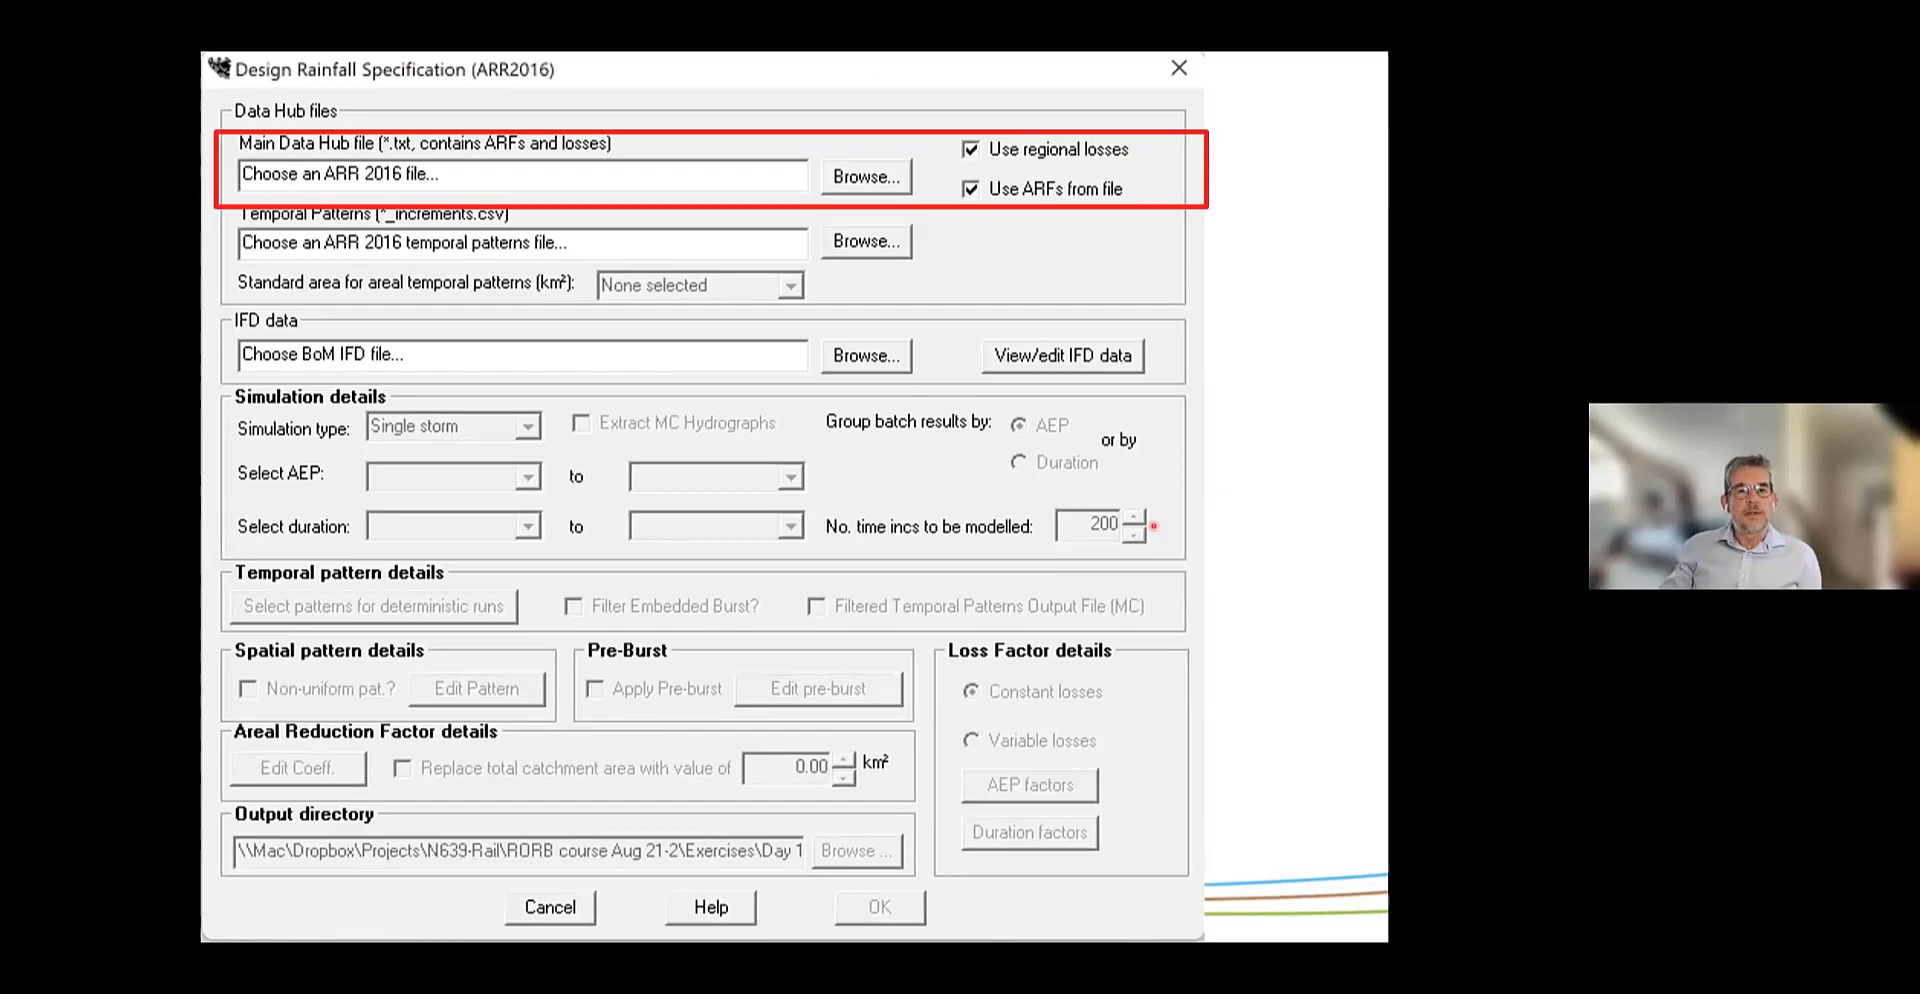 Design Rainfall Specification (ARR2016)
Data Hub files
Main Data Hub file (*.txt, contains ARFs and losses)
Use regional losses
Choose an ARR 2016 file...
Browse...
Use ARFs from file
Temporal Patterns (*_increments.csv)
Choose an ARR 2016 temporal patterns file...
Browse...
Standard area for areal temporal patterns (km²):
None selected
IFD data
Choose BoM IFD file...
Browse...
View/edit IFD data
Simulation details
Simulation type:
Single storm
Extract MC Hydrographs
Group batch results by:
AEP
or by
Duration
Select AEP:
to
Select duration:
to
No. time incs to be modelled:
200
Temporal pattern details
Select patterns for deterministic runs
Filter Embedded Burst?
Filtered Temporal Patterns Output File (MC)
Spatial pattern details
Non-uniform pat.?
Edit Pattern
Pre-Burst
Apply Pre-burst
Edit pre-burst
Loss Factor details
Constant losses
Variable losses
AEP factors
Duration factors
Areal Reduction Factor details
Edit Coeff.
Replace total catchment area with value of
0.00
km²
Output directory
\\Mac\Dropbox\Projects\N639-Rail\RORB course Aug 21-2\Exercises\Day 1
Browse ...
Cancel
Help
OK